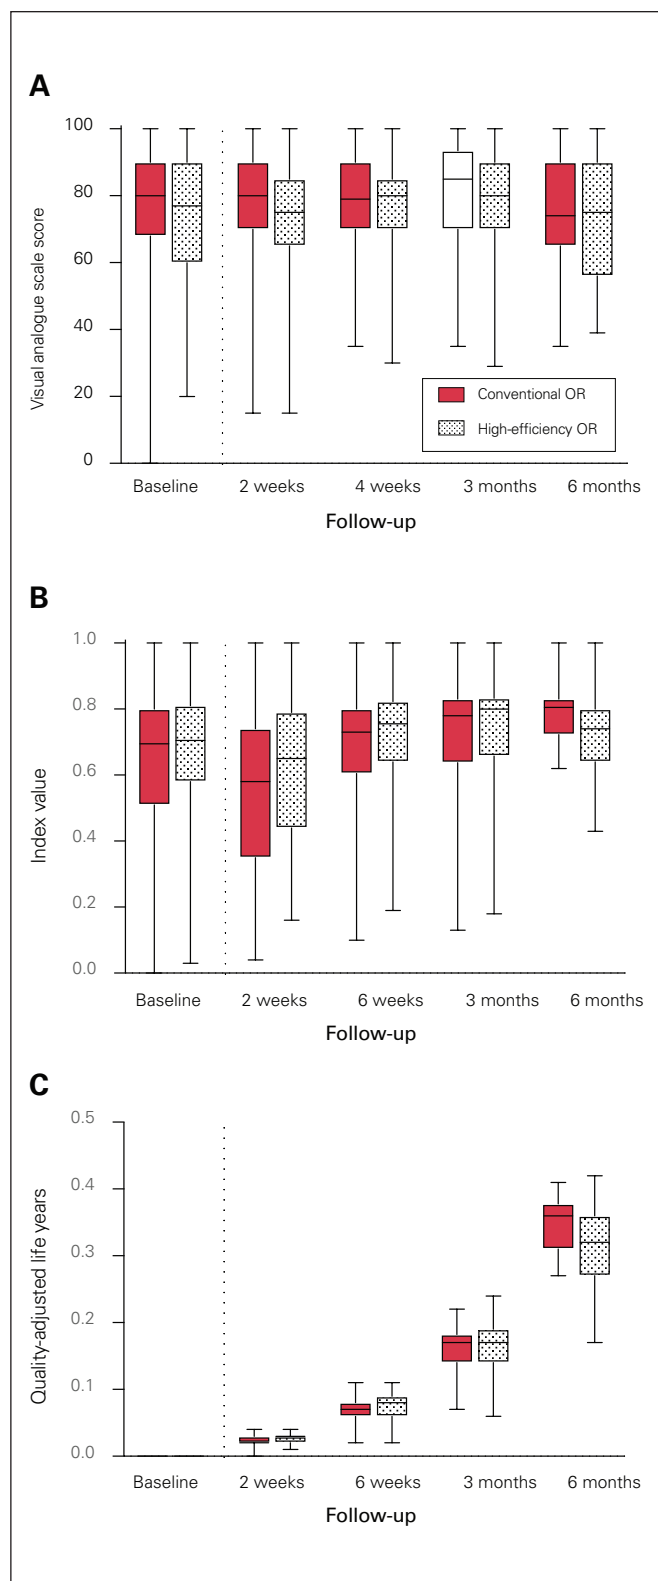 A
Visual analogue scale score
100
80
60
40
20
0
Conventional OR
High-efficiency OR
Baseline 2 weeks 4 weeks 3 months 6 months
Follow-up
B
Index value
1.0
0.8
0.6
0.4
0.2
0.0
Baseline 2 weeks 6 weeks 3 months 6 months
Follow-up
C
Quality-adjusted life years
0.5
0.4
0.3
0.2
0.1
0.0
Baseline 2 weeks 6 weeks 3 months 6 months
Follow-up